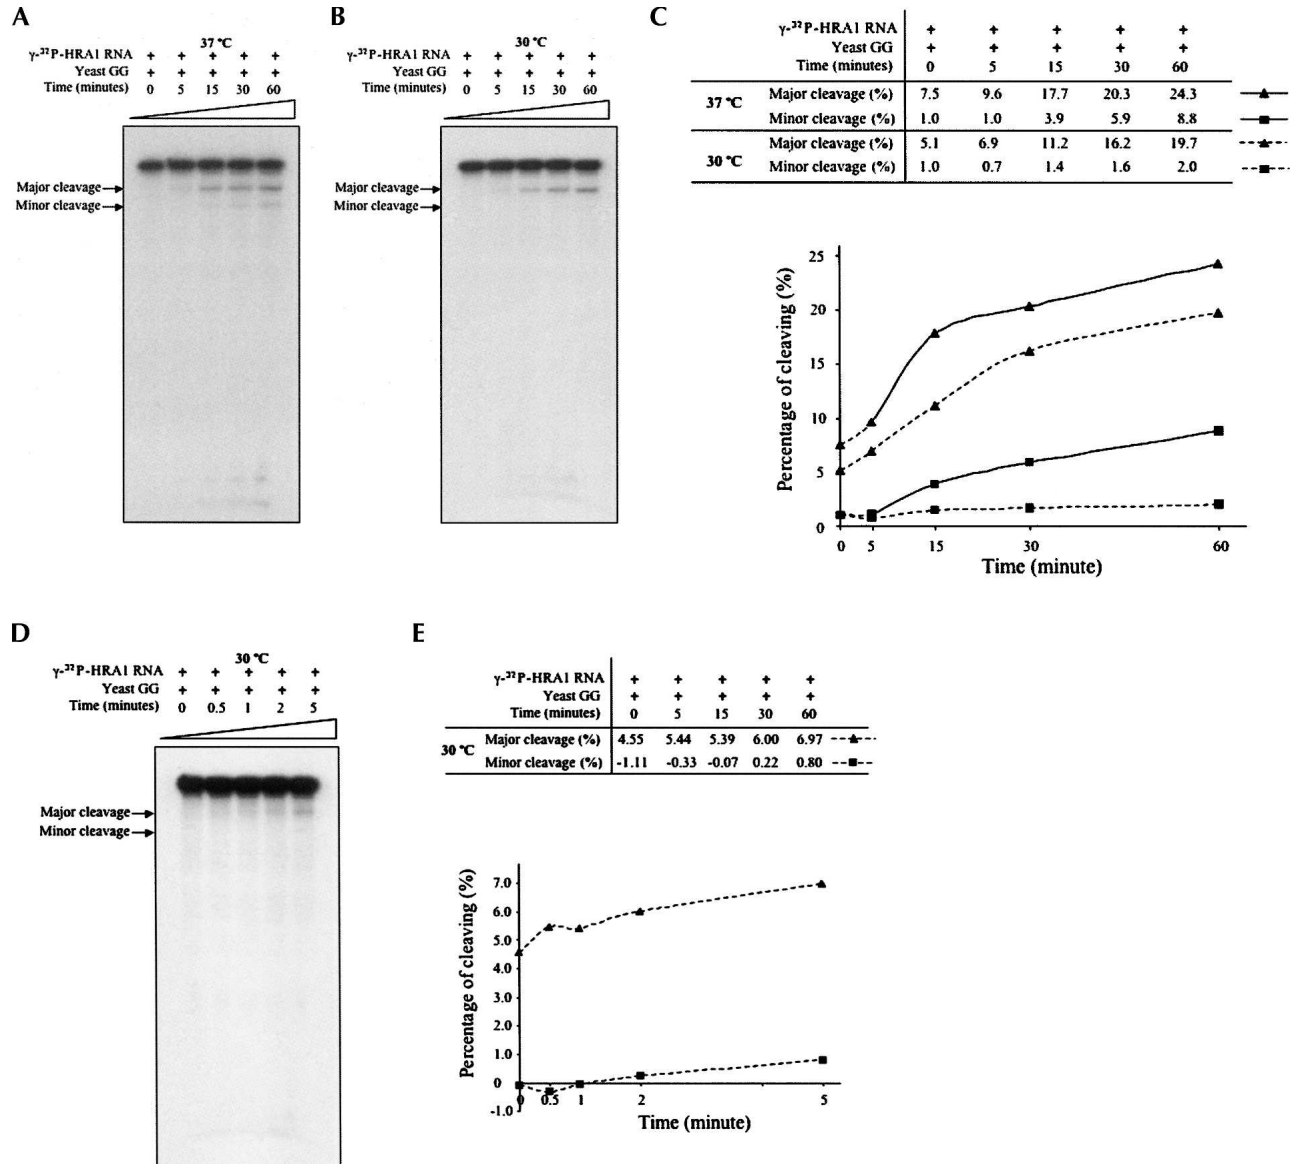 A
37 °C
γ-³²P-HRA1 RNA + + + + +
Yeast GG + + + + +
Time (minutes) 0 5 15 30 60
Major cleavage
Minor cleavage
B
30 °C
γ-³²P-HRA1 RNA + + + + +
Yeast GG + + + + +
Time (minutes) 0 5 15 30 60
Major cleavage
Minor cleavage
C
γ-³²P-HRA1 RNA + + + + +
Yeast GG + + + + +
Time (minutes) 0 5 15 30 60
37 °C Major cleavage (%) 7.5 9.6 17.7 20.3 24.3
Minor cleavage (%) 1.0 1.0 3.9 5.9 8.8
30 °C Major cleavage (%) 5.1 6.9 11.2 16.2 19.7
Minor cleavage (%) 1.0 0.7 1.4 1.6 2.0
Percentage of cleaving (%)
25
20
15
10
5
0
0 5 15 30 60
Time (minute)
D
30 °C
γ-³²P-HRA1 RNA + + + + +
Yeast GG + + + + +
Time (minutes) 0 0.5 1 2 5
Major cleavage
Minor cleavage
E
γ-³²P-HRA1 RNA + + + + +
Yeast GG + + + + +
Time (minutes) 0 5 15 30 60
30 °C Major cleavage (%) 4.55 5.44 5.39 6.00 6.97
Minor cleavage (%) -1.11 -0.33 -0.07 0.22 0.80
Percentage of cleaving (%)
7.0
6.0
5.0
4.0
3.0
2.0
1.0
0
-1.0
0 0.5 1 2 5
Time (minute)